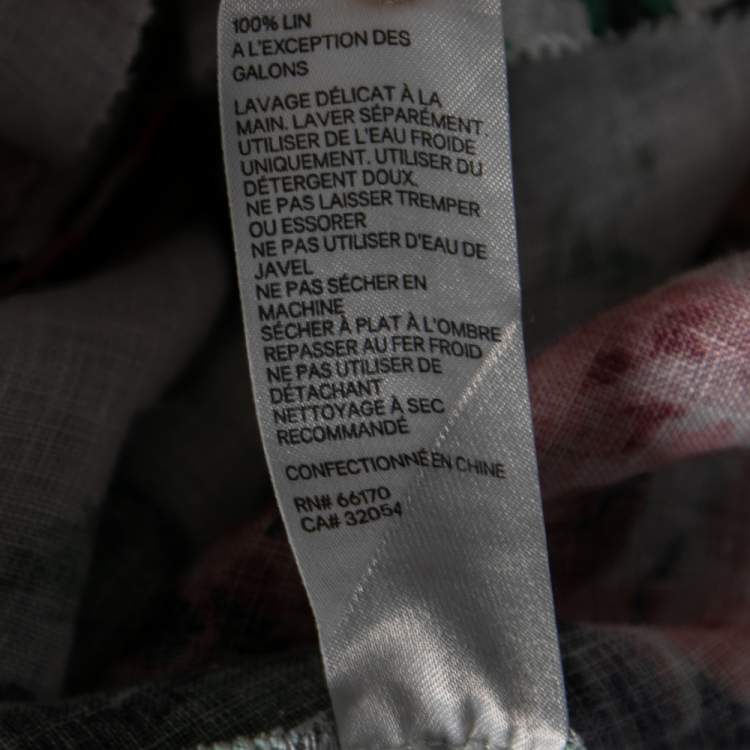 100% LIN
A L'EXCEPTION DES
GALONS
LAVAGE DÉLICAT À LA
MAIN. LAVER SÉPARÉMENT
UTILISER DE L'EAU FROIDE
UNIQUEMENT. UTILISER DU
DÉTERGENT DOUX.
NE PAS LAISSER TREMPER
OU ESSORER
NE PAS UTILISER D'EAU DE
JAVEL
NE PAS SÉCHER EN
MACHINE
SÉCHER À PLAT À L'OMBRE
REPASSER AU FER FROID
NE PAS UTILISER DE
DÉTACHANT
NETTOYAGE À SEC
RECOMMANDÉ
CONFECTIONNÉ EN CHINE
RN# 66170
CA# 32054